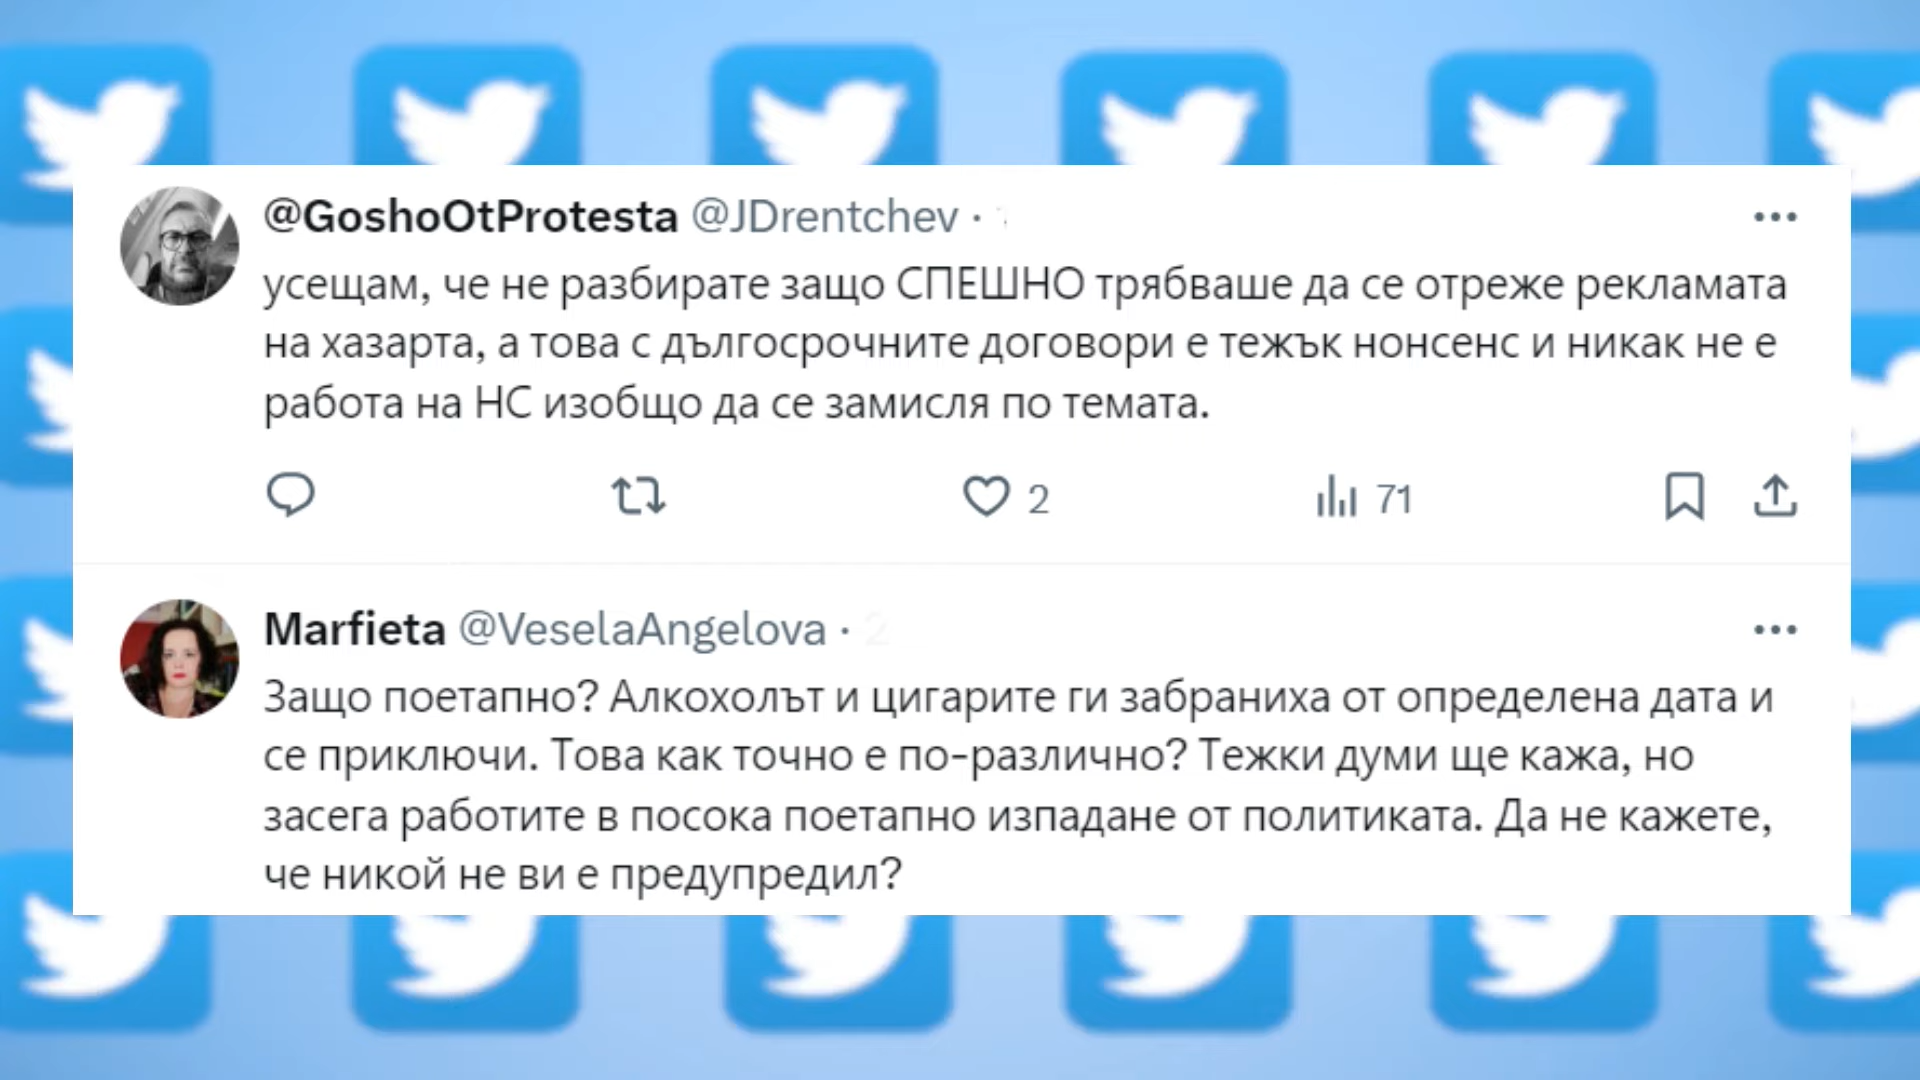 @GoshoOtProtesta @JDrentchev ·
усещам, че не разбирате защо СПЕШНО трябваше да се отреже рекламата
на хазарта, а това с дългосрочните договори е тежък нонсенс и никак не е
работа на НС изобщо да се замисля по темата.
2 71
Marfieta @VeselaAngelova ·
Защо поетапно? Алкохолът и цигарите ги забраниха от определена дата и
се приключи. Това как точно е по-различно? Тежки думи ще кажа, но
засега работите в посока поетапно изпадане от политиката. Да не кажете,
че никой не ви е предупредил?